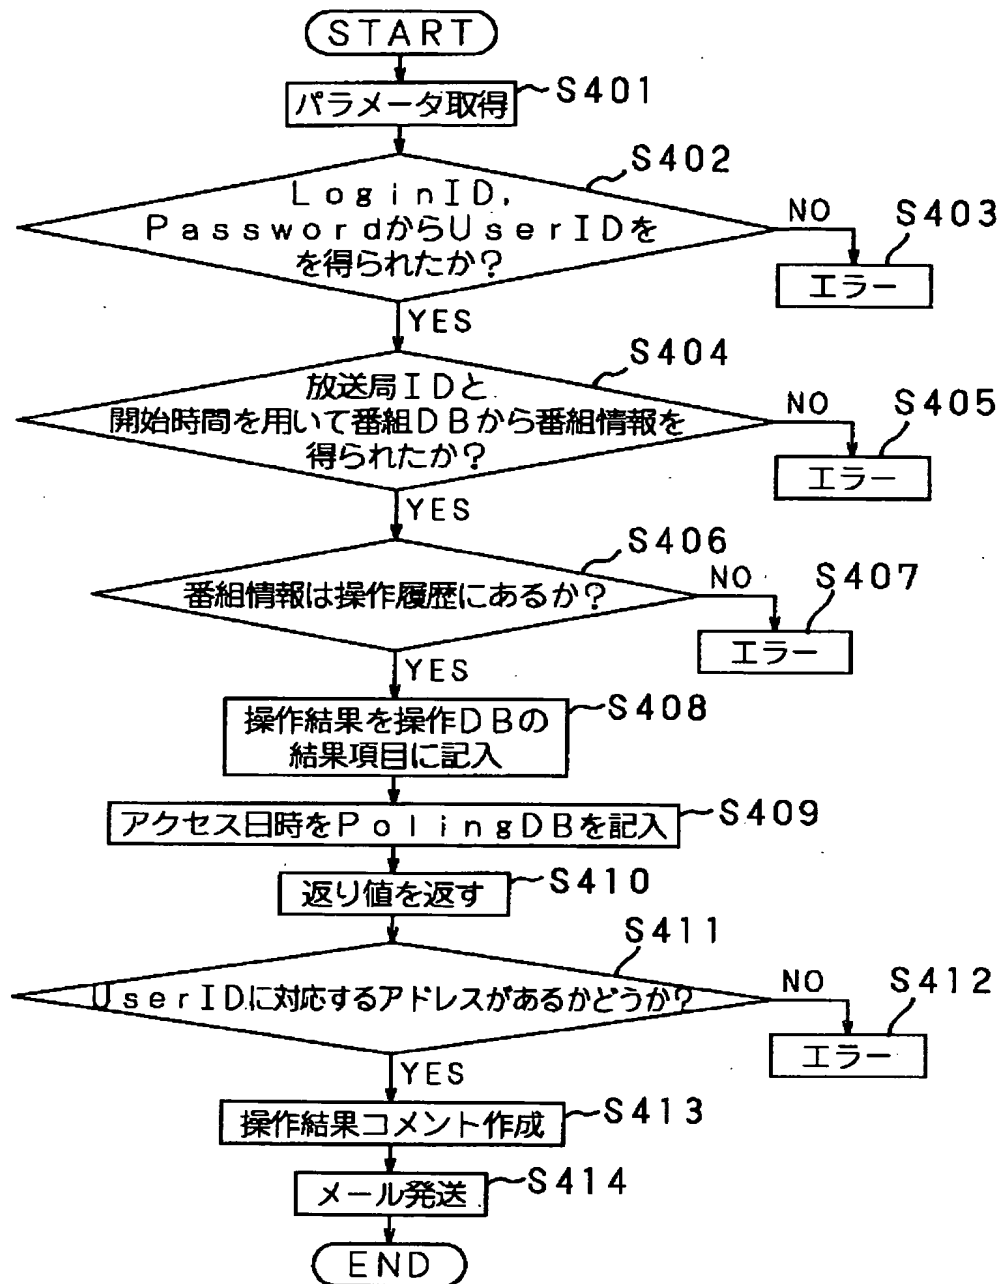 START
パラメータ取得
S401
S402
LoginID,
PasswordからUserIDを
を得られたか?
NO
S403
エラー
YES
S404
放送局IDと
開始時間を用いて番組DBから番組情報を
得られたか?
NO
S405
エラー
YES
S406
番組情報は操作履歴にあるか?
NO
S407
エラー
YES
操作結果を操作DBの
結果項目に記入
S408
アクセス日時をPolingDBを記入
S409
返り値を返す
S410
S411
UserIDに対応するアドレスがあるかどうか?
NO
S412
エラー
YES
操作結果コメント作成
S413
メール発送
S414
END